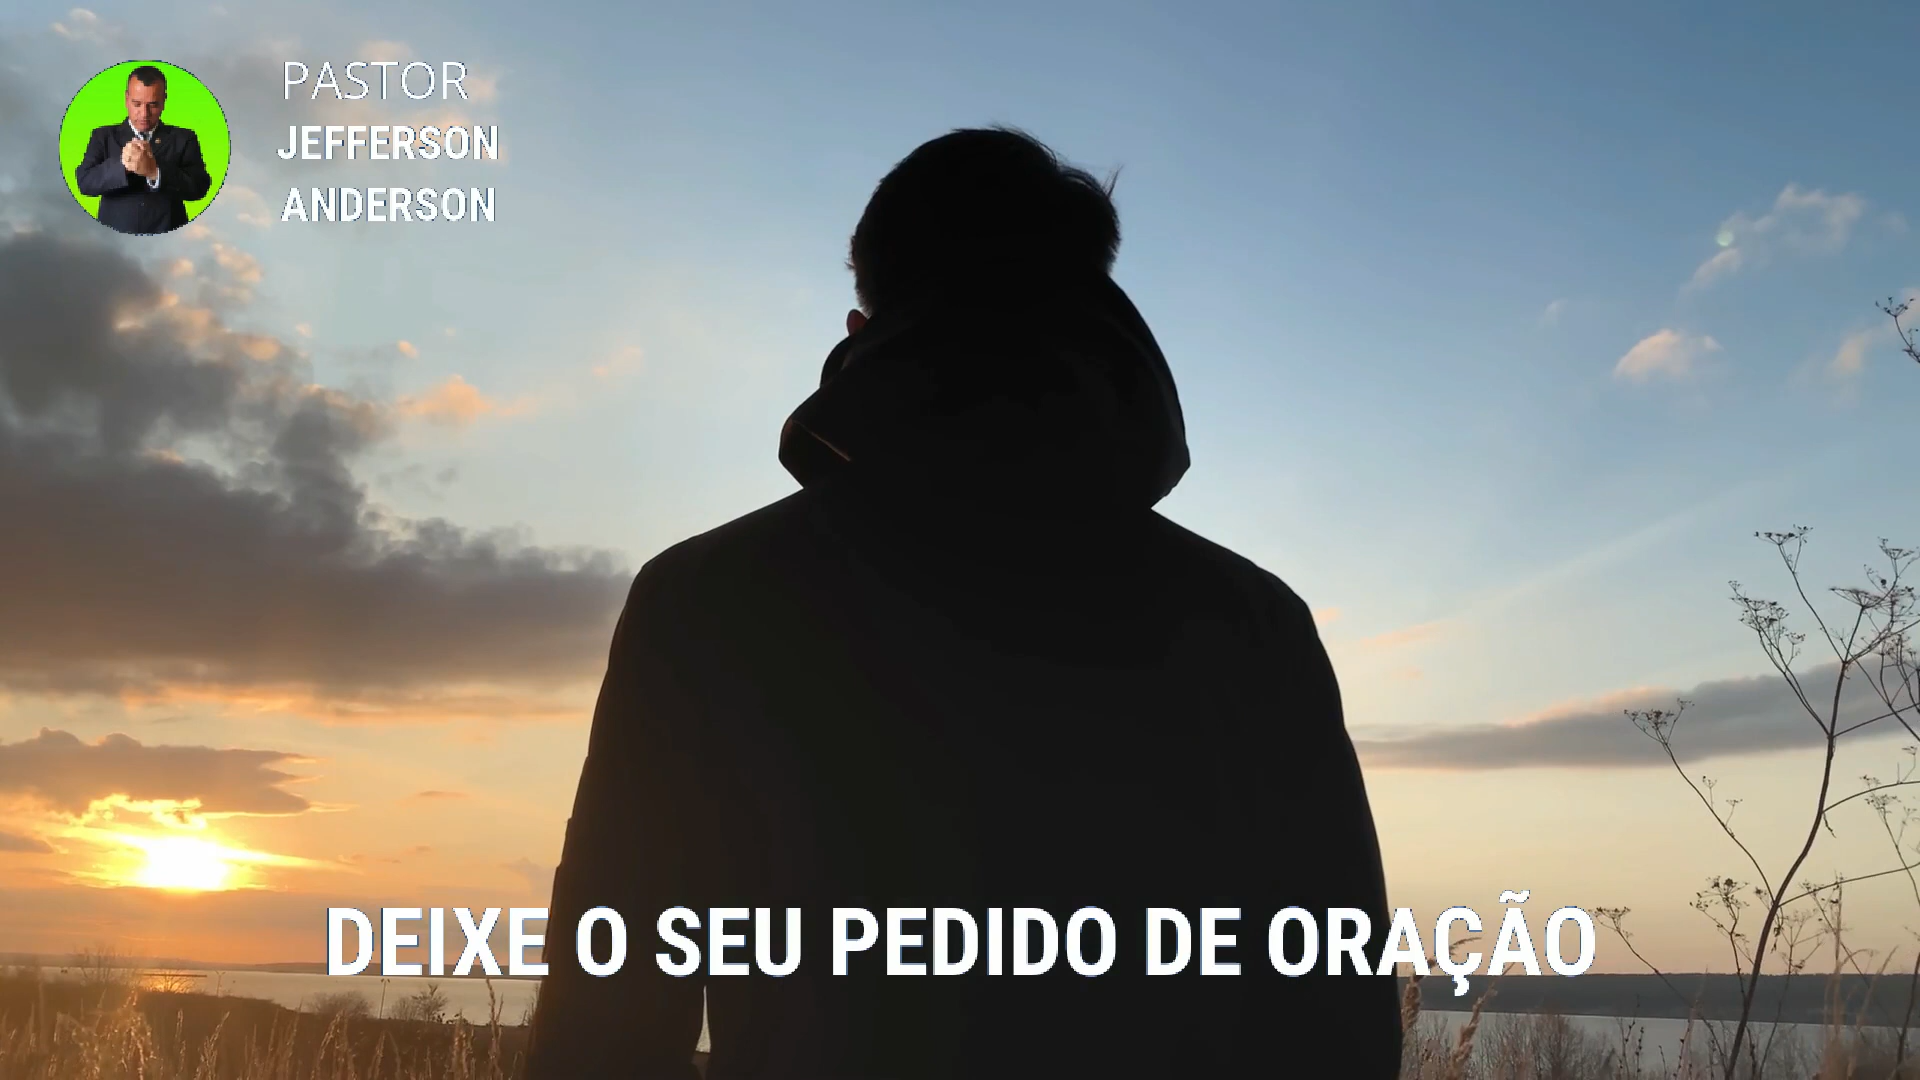 PASTOR
JEFFERSON
ANDERSON
DEIXE O SEU PEDIDO DE ORAÇÃO